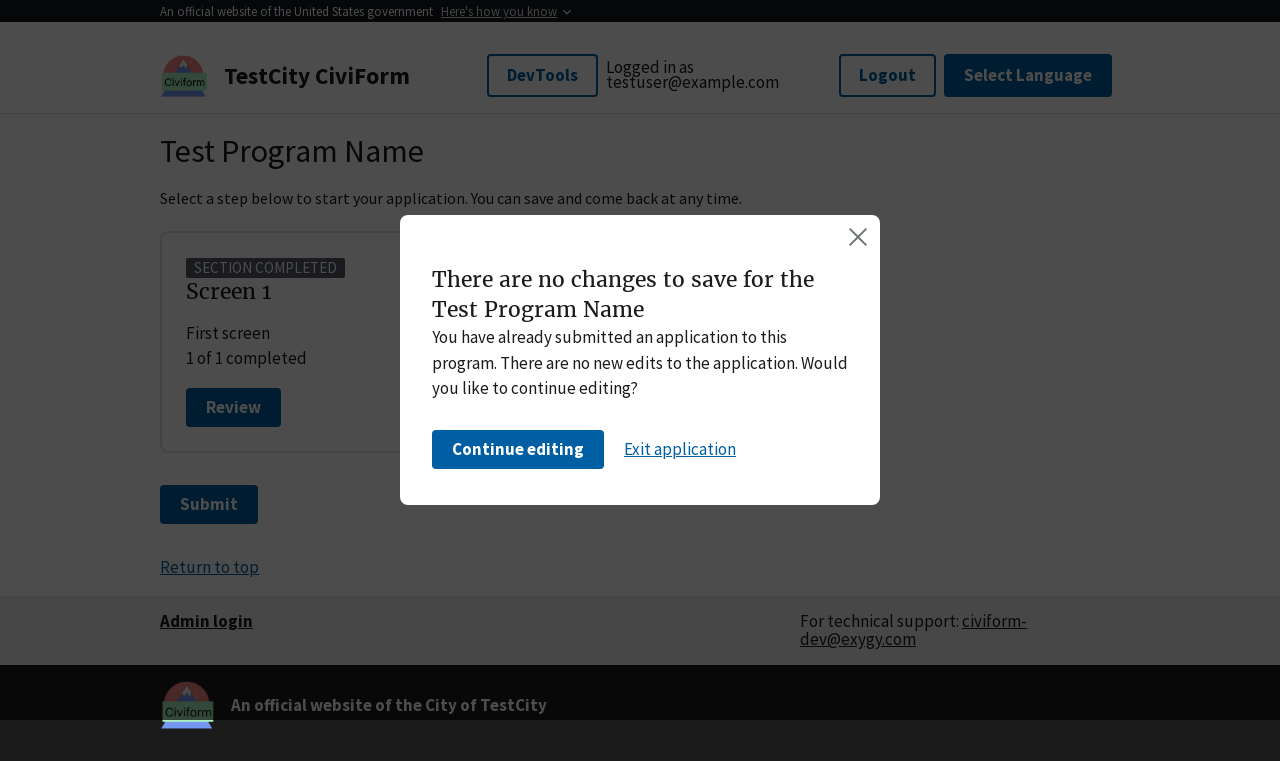 An official website of the United States government Here's how you know
Civiform
TestCity CiviForm
DevTools
Logged in as
testuser@example.com
Logout
Select Language
Test Program Name
Select a step below to start your application. You can save and come back at any time.
SECTION COMPLETED
Screen 1
First screen
1 of 1 completed
Review
There are no changes to save for the
Test Program Name
You have already submitted an application to this
program. There are no new edits to the application. Would
you like to continue editing?
Continue editing
Exit application
Submit
Return to top
Admin login
For technical support: civiform-
dev@exygy.com
Civiform
An official website of the City of TestCity